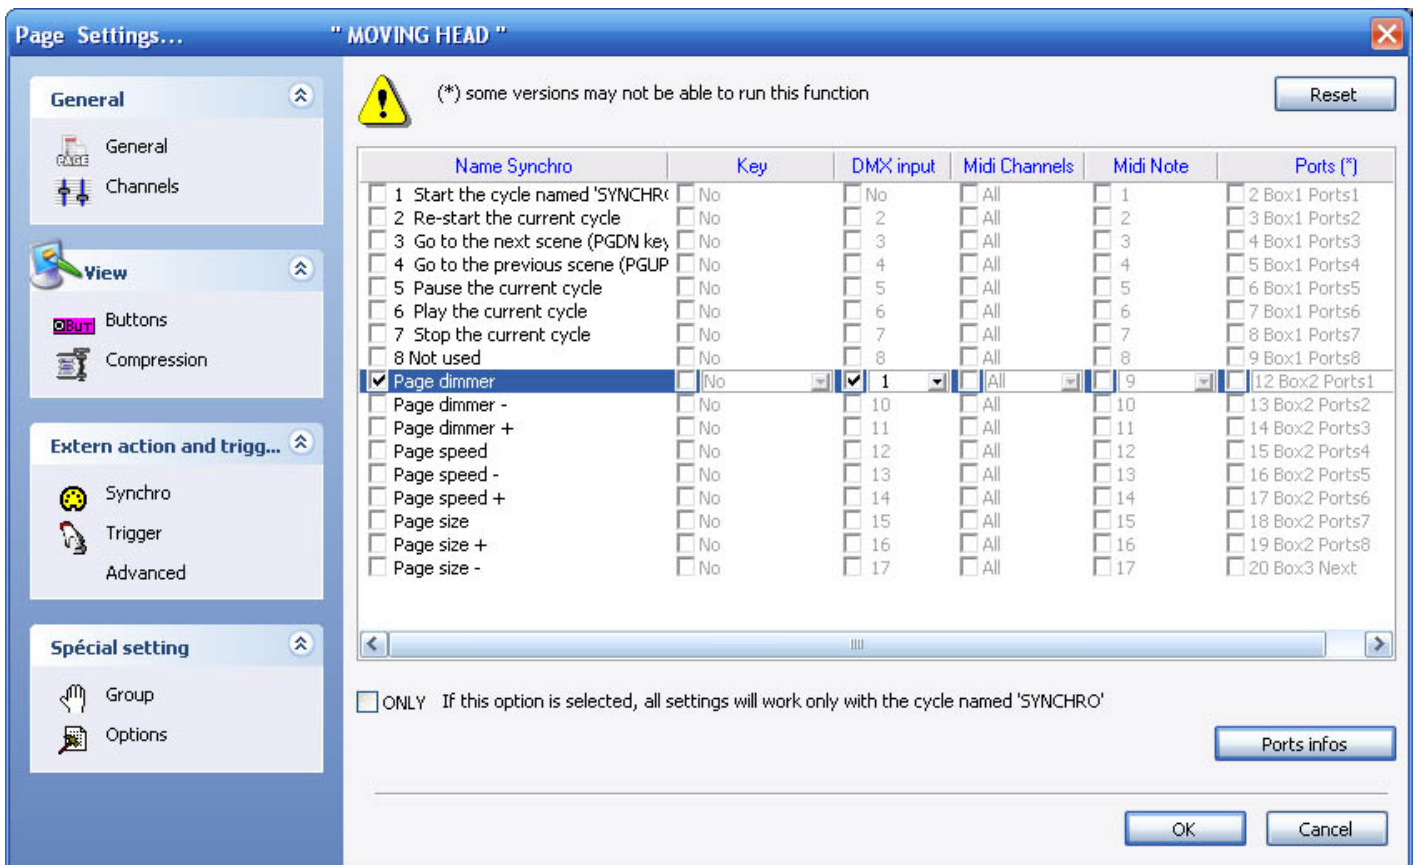 Page Settings... " MOVING HEAD "
General
PAGE General
Channels
View
OBUT Buttons
Compression
Extern action and trigg...
Synchro
Trigger
Advanced
Spécial setting
Group
Options
(*) some versions may not be able to run this function
Reset
Name Synchro Key DMX input Midi Channels Midi Note Ports (*)
1 Start the cycle named 'SYNCHR( No No All 1 2 Box1 Ports1
2 Re-start the current cycle No 2 All 2 3 Box1 Ports2
3 Go to the next scene (PGDN key No 3 All 3 4 Box1 Ports3
4 Go to the previous scene (PGUP No 4 All 4 5 Box1 Ports4
5 Pause the current cycle No 5 All 5 6 Box1 Ports5
6 Play the current cycle No 6 All 6 7 Box1 Ports6
7 Stop the current cycle No 7 All 7 8 Box1 Ports7
8 Not used No 8 All 8 9 Box1 Ports8
Page dimmer No 1 All 9 12 Box2 Ports1
Page dimmer - No 10 All 10 13 Box2 Ports2
Page dimmer + No 11 All 11 14 Box2 Ports3
Page speed No 12 All 12 15 Box2 Ports4
Page speed - No 13 All 13 16 Box2 Ports5
Page speed + No 14 All 14 17 Box2 Ports6
Page size No 15 All 15 18 Box2 Ports7
Page size + No 16 All 16 19 Box2 Ports8
Page size - No 17 All 17 20 Box3 Next
ONLY If this option is selected, all settings will work only with the cycle named 'SYNCHRO'
Ports infos
OK Cancel